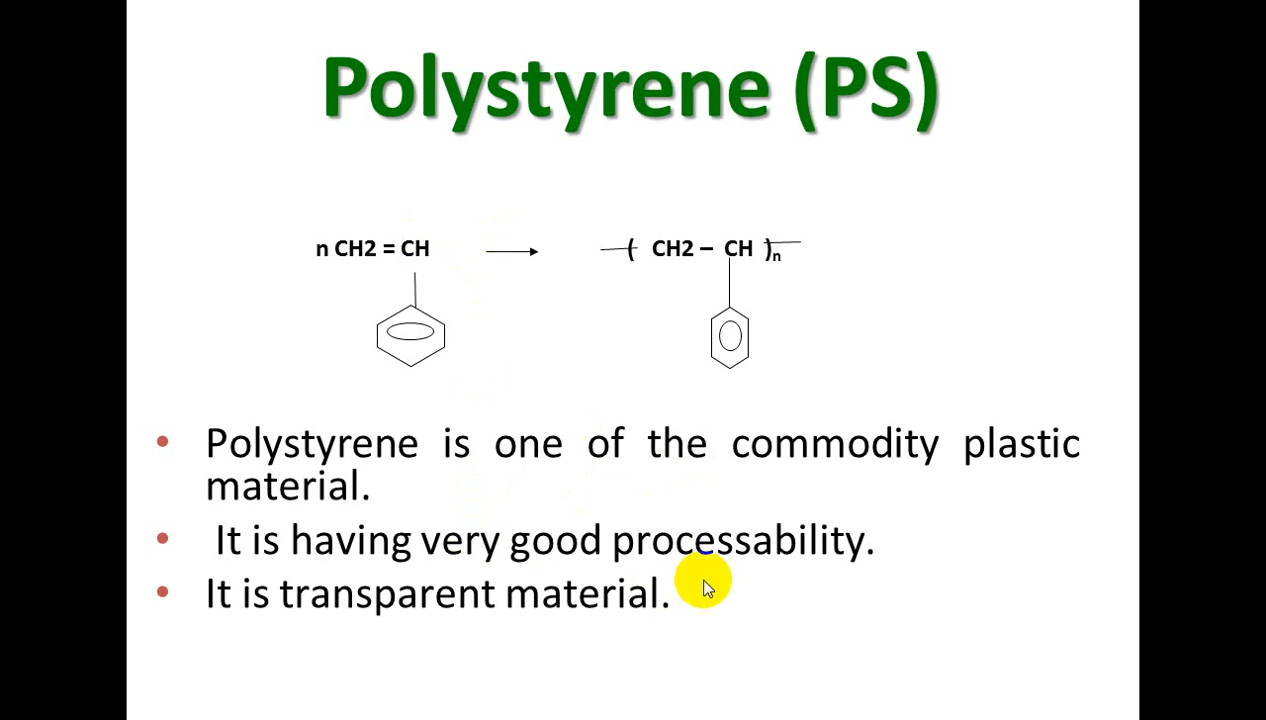 Polystyrene (PS)
n CH2 = CH
( CH2 – CH )n
• Polystyrene is one of the commodity plastic
material.
• It is having very good processability.
• It is transparent material.